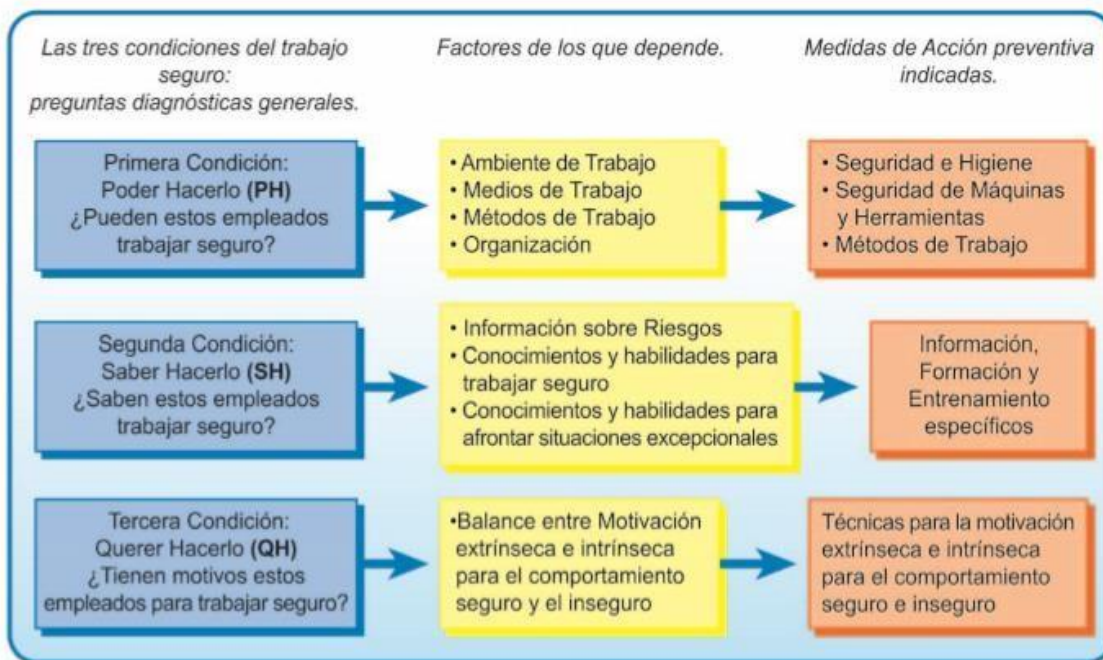 Las tres condiciones del trabajo
seguro:
preguntas diagnósticas generales.
Factores de los que depende.
Medidas de Acción preventiva
indicadas.
Primera Condición:
Poder Hacerlo (PH)
¿Pueden estos empleados
trabajar seguro?
• Ambiente de Trabajo
• Medios de Trabajo
• Métodos de Trabajo
• Organización
• Seguridad e Higiene
• Seguridad de Máquinas
y Herramientas
• Métodos de Trabajo
Segunda Condición:
Saber Hacerlo (SH)
¿Saben estos empleados
trabajar seguro?
• Información sobre Riesgos
• Conocimientos y habilidades para
trabajar seguro
• Conocimientos y habilidades para
afrontar situaciones excepcionales
Información,
Formación y
Entrenamiento
específicos
Tercera Condición:
Querer Hacerlo (QH)
¿Tienen motivos estos
empleados para trabajar seguro?
•Balance entre Motivación
extrínseca e intrínseca
para el comportamiento
seguro y el inseguro
Técnicas para la motivación
extrínseca e intrínseca
para el comportamiento
seguro e inseguro